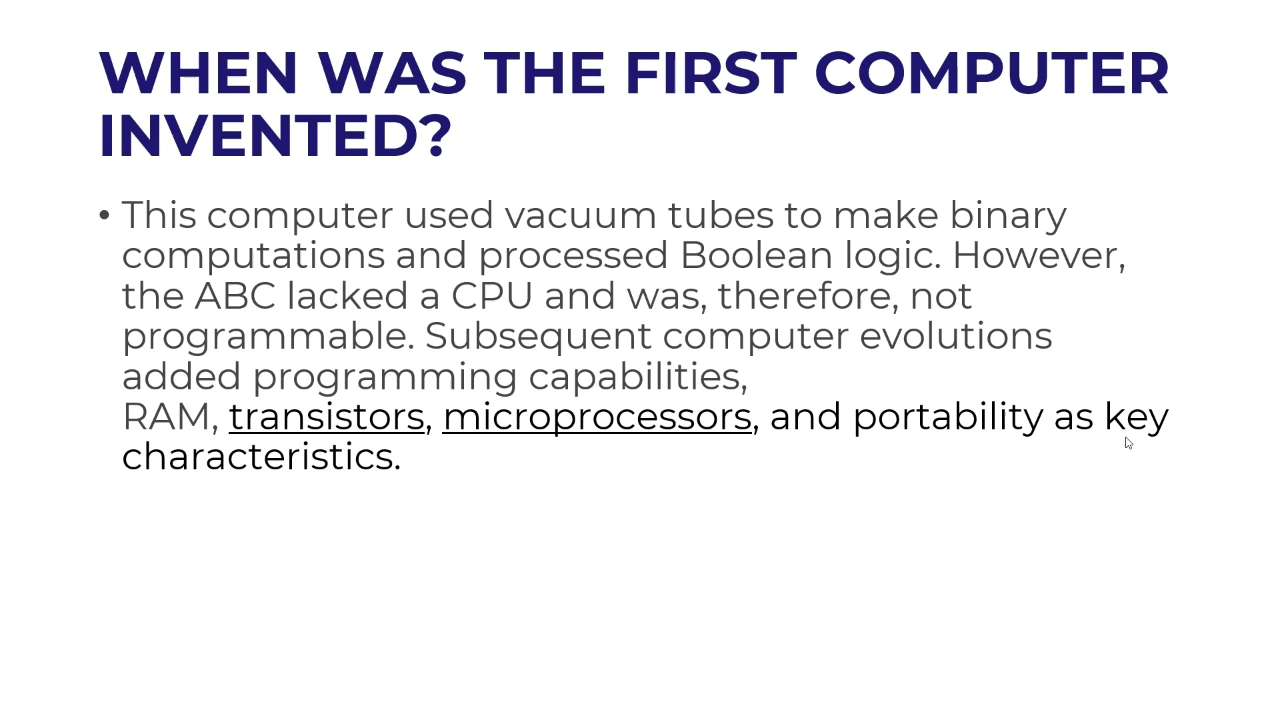 WHEN WAS THE FIRST COMPUTER
INVENTED?
• This computer used vacuum tubes to make binary
computations and processed Boolean logic. However,
the ABC lacked a CPU and was, therefore, not
programmable. Subsequent computer evolutions
added programming capabilities,
RAM, transistors, microprocessors, and portability as key
characteristics.